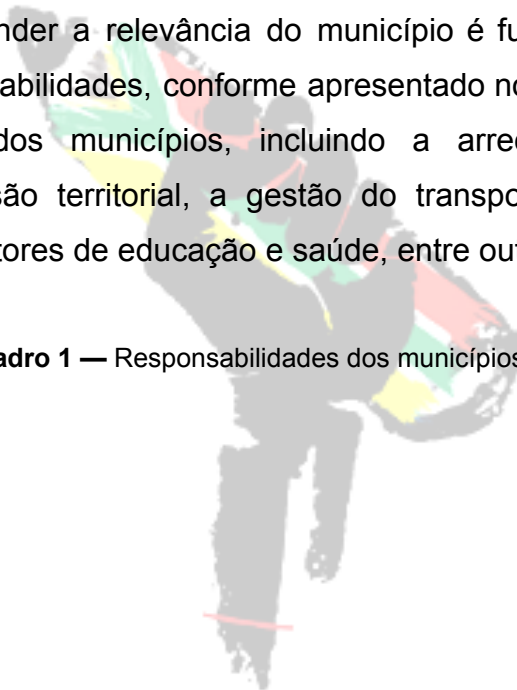 nder a relevância do município é fu
abilidades, conforme apresentado no
dos municípios, incluindo a arre
são territorial, a gestão do transpo
tores de educação e saúde, entre out
adro 1 — Responsabilidades dos municípios